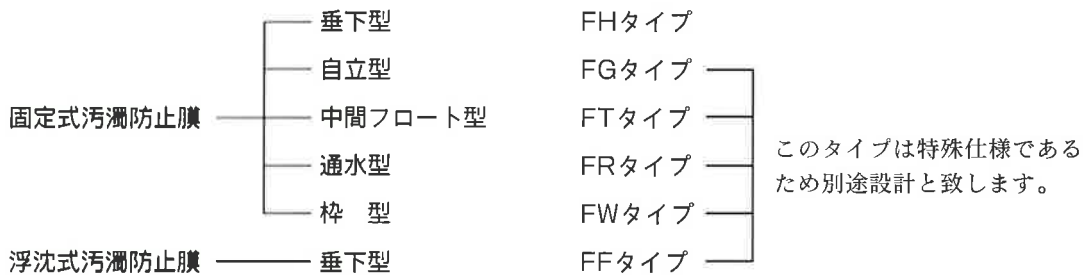 垂下型 FHタイプ
自立型 FGタイプ
固定式汚濁防止膜 中間フロート型 FTタイプ
通水型 FRタイプ
枠 型 FWタイプ
浮沈式汚濁防止膜 垂下型 FFタイプ
このタイプは特殊仕様である
ため別途設計と致します。